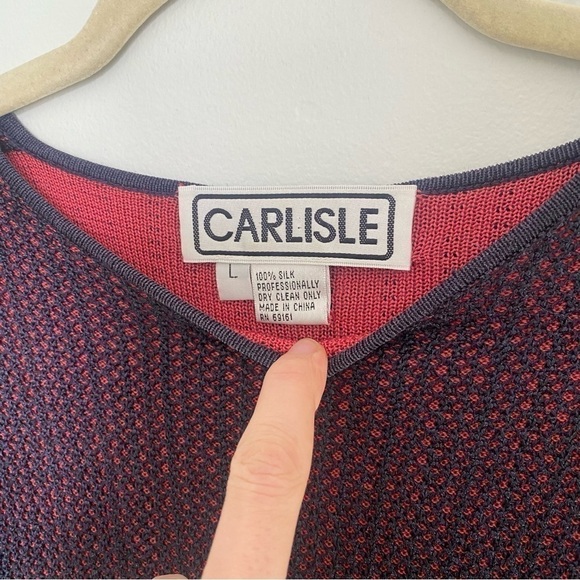 CARLISLE
L
100% SILK
PROFESSIONALLY
DRY CLEAN ONLY
MADE IN CHINA
RN 69161